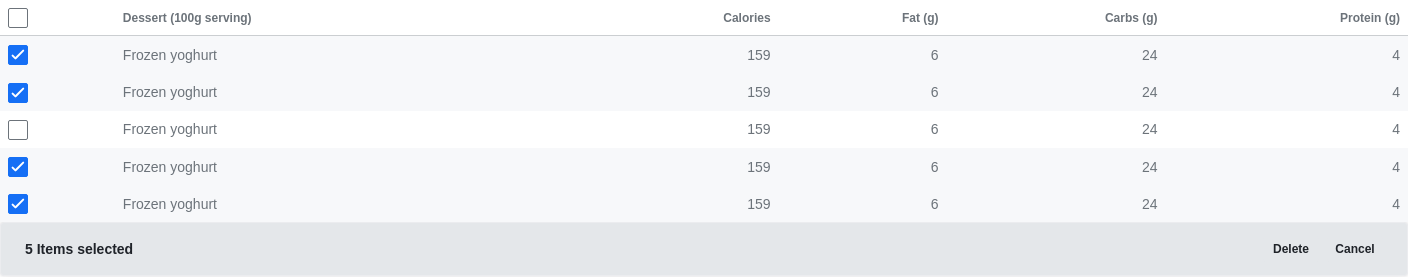 Dessert (100g serving) Calories Fat (g) Carbs (g) Protein (g)
Frozen yoghurt 159 6 24 4
Frozen yoghurt 159 6 24 4
Frozen yoghurt 159 6 24 4
Frozen yoghurt 159 6 24 4
Frozen yoghurt 159 6 24 4
5 Items selected Delete Cancel